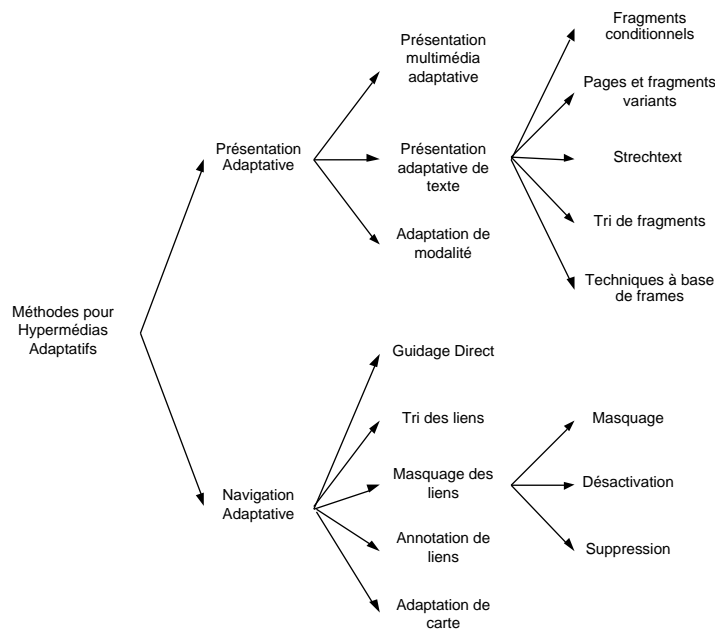 Méthodes pour
Hypermédias
Adaptatifs
Présentation
Adaptative
Présentation
multimédia
adaptative
Présentation
adaptative de
texte
Adaptation de
modalité
Fragments
conditionnels
Pages et fragments
variants
Strechtext
Tri de fragments
Techniques à base
de frames
Navigation
Adaptative
Guidage Direct
Tri des liens
Masquage des
liens
Annotation de
liens
Adaptation de
carte
Masquage
Désactivation
Suppression